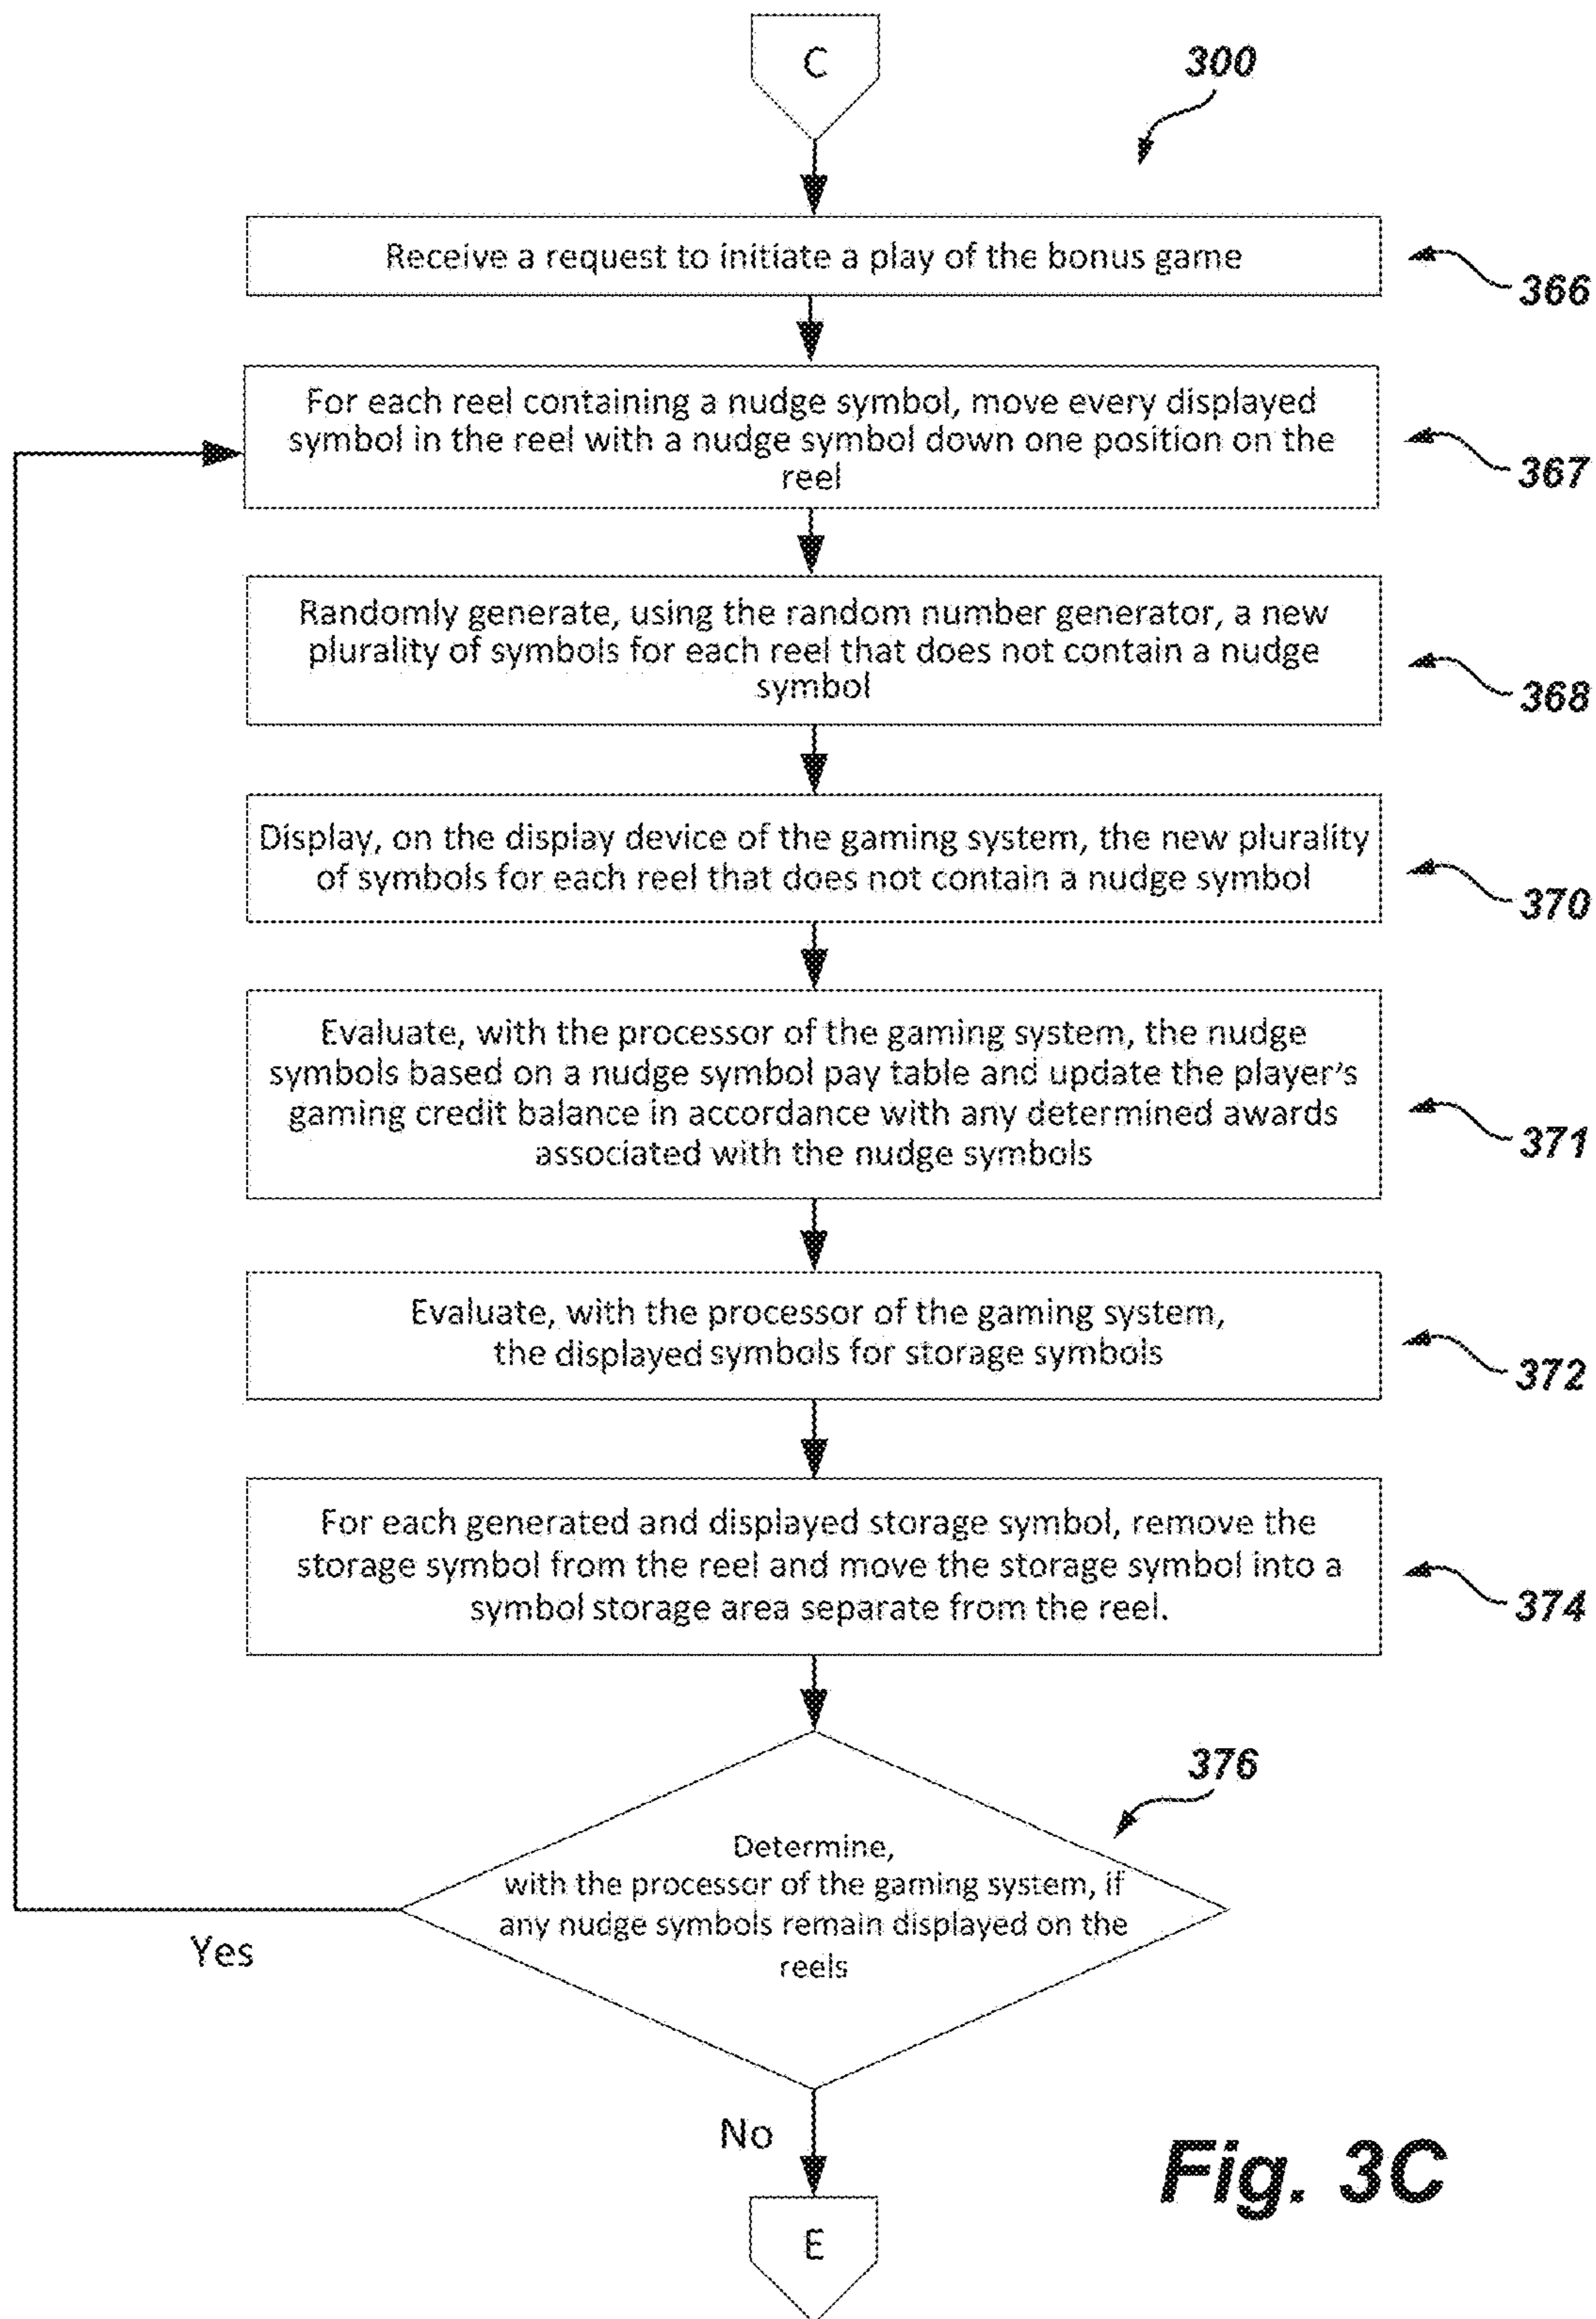 C
300
Receive a request to initiate a play of the bonus game
366
For each reel containing a nudge symbol, move every displayed
symbol in the reel with a nudge symbol down one position on the
reel
367
Randomly generate, using the random number generator, a new
plurality of symbols for each reel that does not contain a nudge
symbol
368
Display, on the display device of the gaming system, the new plurality
of symbols for each reel that does not contain a nudge symbol
370
Evaluate, with the processor of the gaming system, the nudge
symbols based on a nudge symbol pay table and update the player's
gaming credit balance in accordance with any determined awards
associated with the nudge symbols
371
Evaluate, with the processor of the gaming system,
the displayed symbols for storage symbols
372
For each generated and displayed storage symbol, remove the
storage symbol from the reel and move the storage symbol into a
symbol storage area separate from the reel.
374
376
Determine,
with the processor of the gaming system, if
any nudge symbols remain displayed on the
reels
Yes
No
E
Fig. 3C